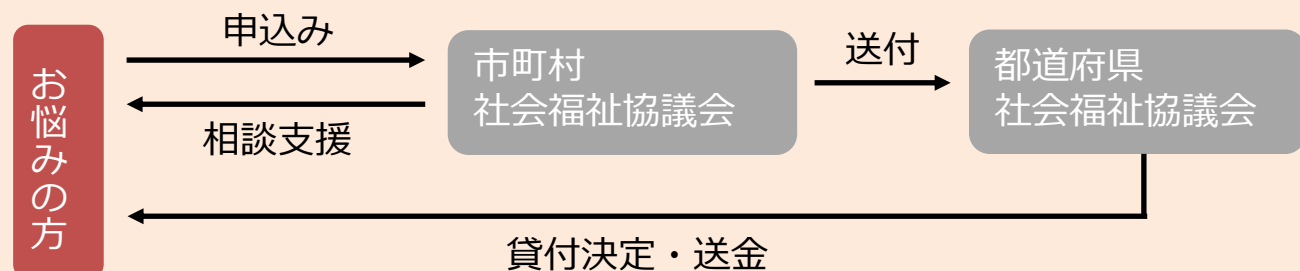 お悩みの方
申込み
相談支援
市町村
社会福祉協議会
送付
都道府県
社会福祉協議会
貸付決定・送金